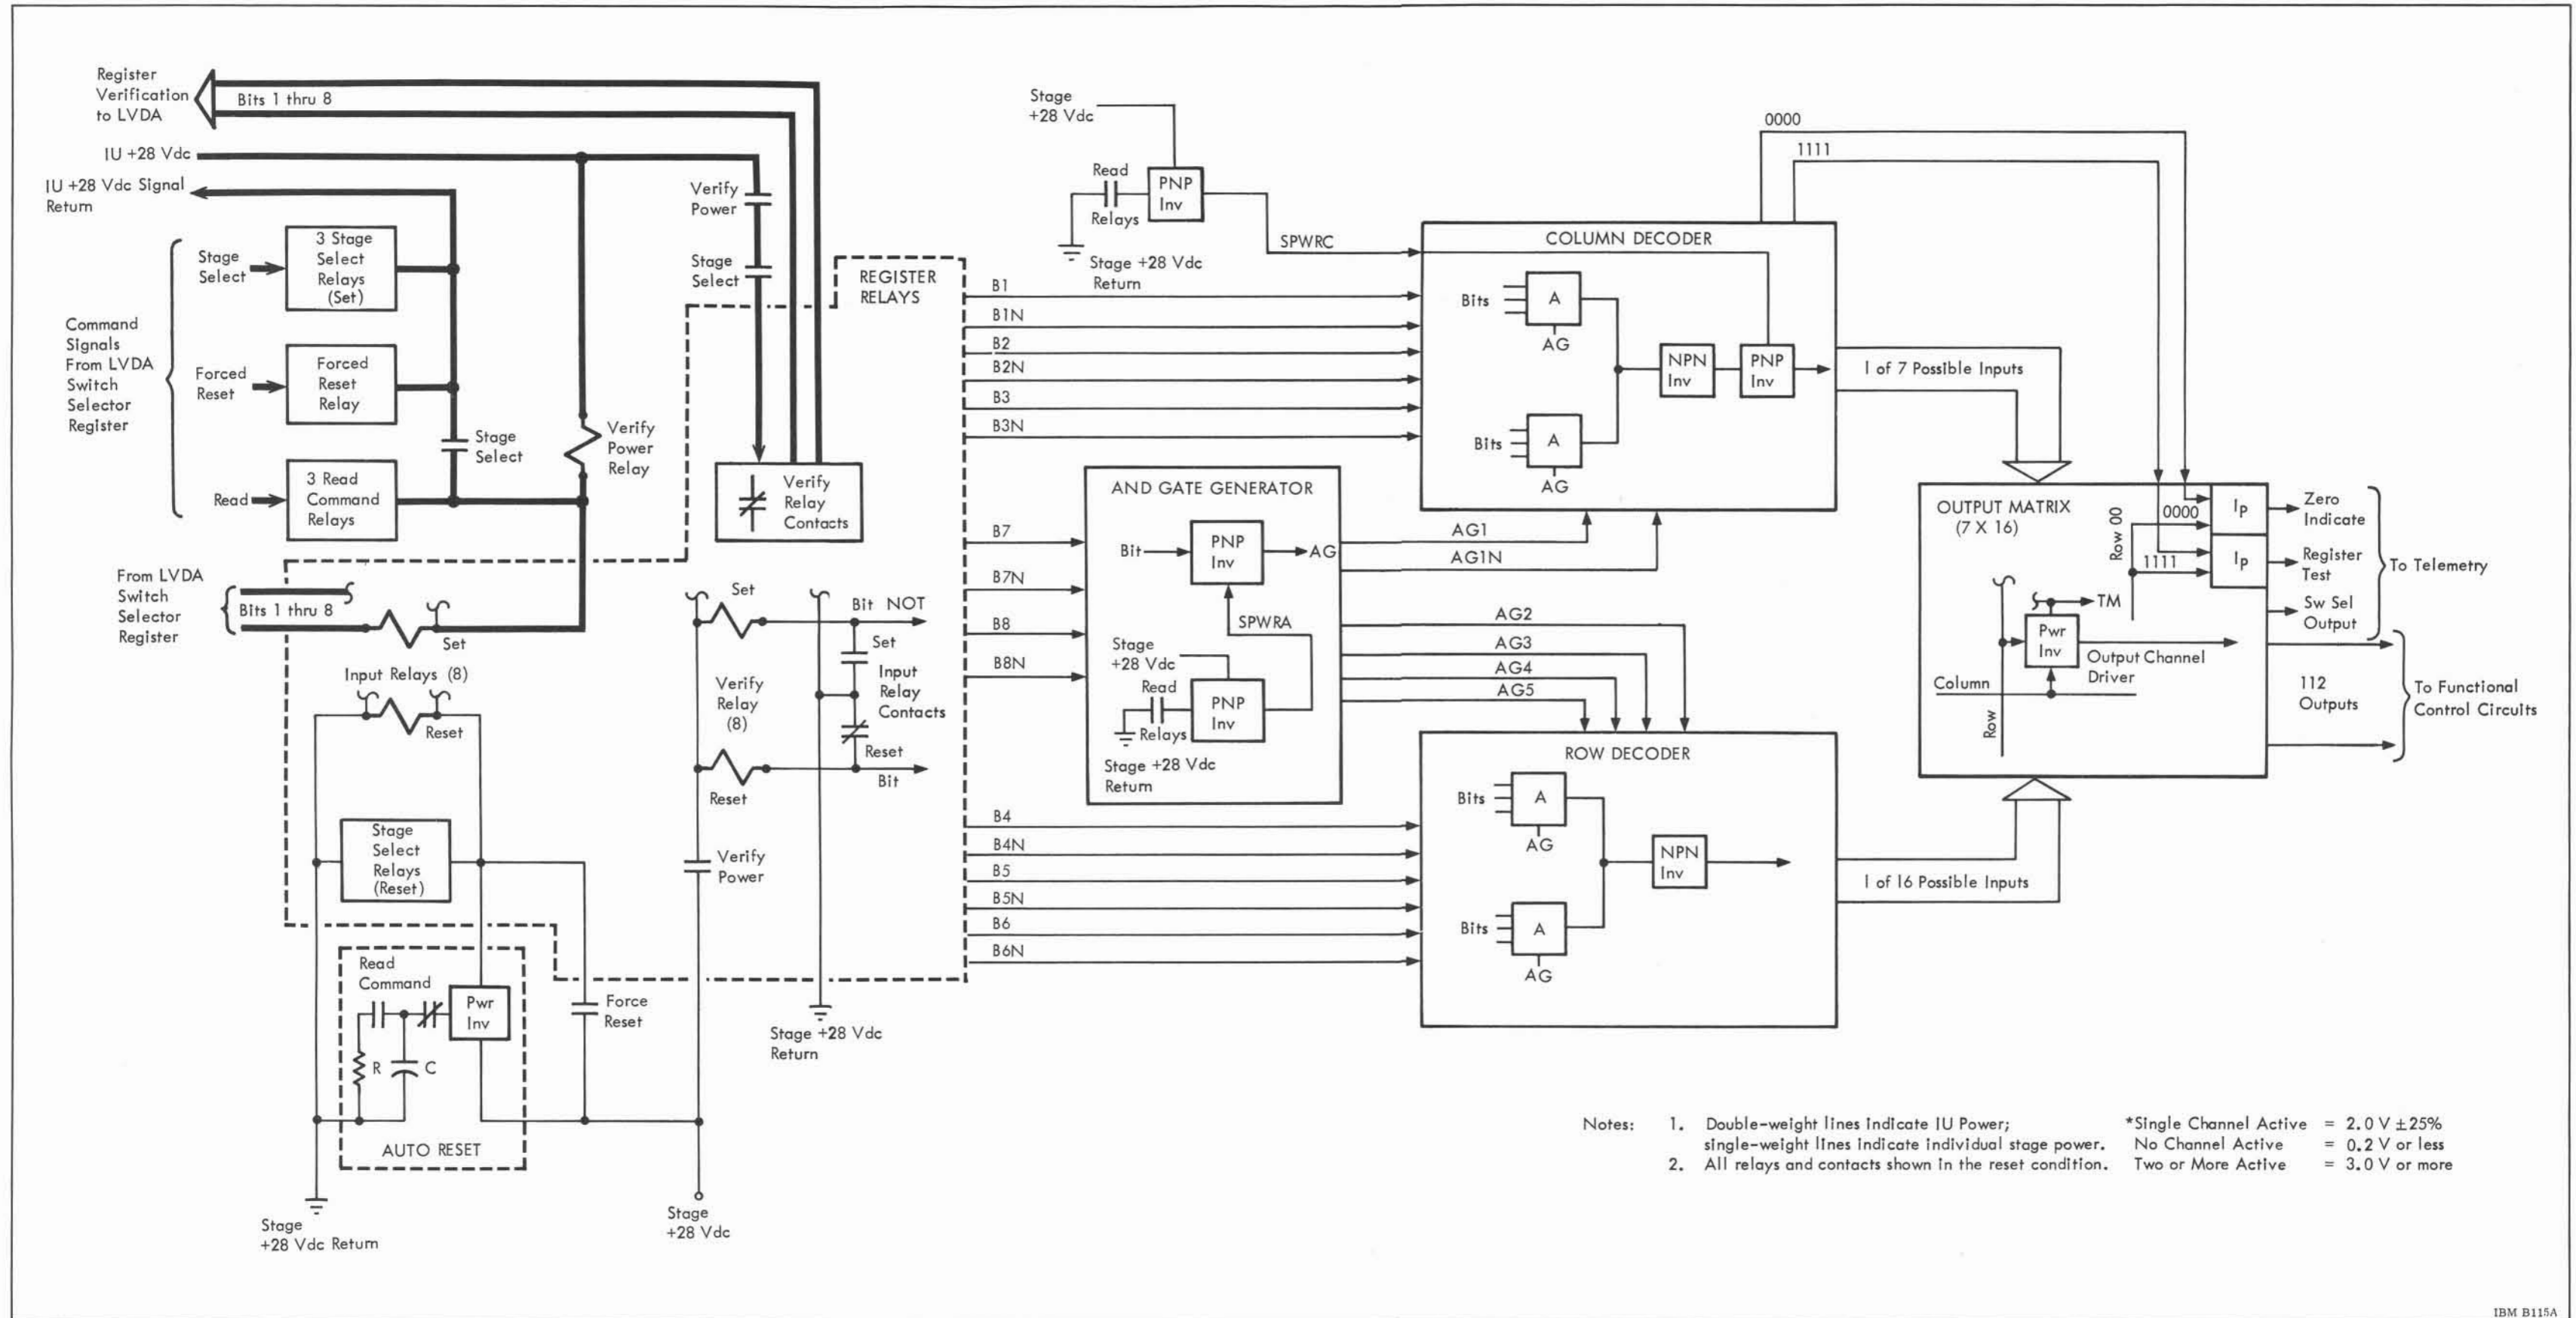 Register
Verification
to LVDA
Bits 1 thru 8
IU +28 Vdc
IU +28 Vdc Signal
Return
Command
Signals
From LVDA
Switch
Selector
Register
Stage
Select
3 Stage
Select
Relays
(Set)
Forced
Reset
Forced
Reset
Relay
Read
3 Read
Command
Relays
Stage
Select
Verify
Power
Relay
Verify
Power
Stage
Select
Verify
Relay
Contacts
REGISTER
RELAYS
From LVDA
Switch
Selector
Register
Bits 1 thru 8
Set
Input Relays (8)
Reset
Stage
Select
Relays
(Reset)
Read
Command
Pwr
Inv
R
C
AUTO RESET
Stage
+28 Vdc Return
Force
Reset
Set
Bit NOT
Set
Input
Relay
Contacts
Verify
Relay
(8)
Reset
Reset
Bit
Verify
Power
Stage +28 Vdc
Return
Stage
+28 Vdc
Stage
+28 Vdc
Read
Relays
PNP
Inv
SPWRC
Stage +28 Vdc
Return
B1
B1N
B2
B2N
B3
B3N
B7
B7N
B8
B8N
B4
B4N
B5
B5N
B6
B6N
AND GATE GENERATOR
Bit
PNP
Inv
AG
SPWRA
Stage
+28 Vdc
Read
Relays
PNP
Inv
Stage +28 Vdc
Return
AG1
AG1N
AG2
AG3
AG4
AG5
0000
1111
COLUMN DECODER
Bits
A
AG
Bits
A
AG
NPN
Inv
PNP
Inv
1 of 7 Possible Inputs
ROW DECODER
Bits
A
AG
Bits
A
AG
NPN
Inv
1 of 16 Possible Inputs
OUTPUT MATRIX
(7 X 16)
Row 00
0000
1111
IP
IP
TM
Pwr
Inv
Output Channel
Driver
Column
Row
Zero
Indicate
Register
Test
Sw Sel
Output
To Telemetry
112
Outputs
To Functional
Control Circuits
Notes: 1. Double-weight lines indicate IU Power;
single-weight lines indicate individual stage power.
2. All relays and contacts shown in the reset condition.
*Single Channel Active = 2.0 V ±25%
No Channel Active = 0.2 V or less
Two or More Active = 3.0 V or more
IBM B115A